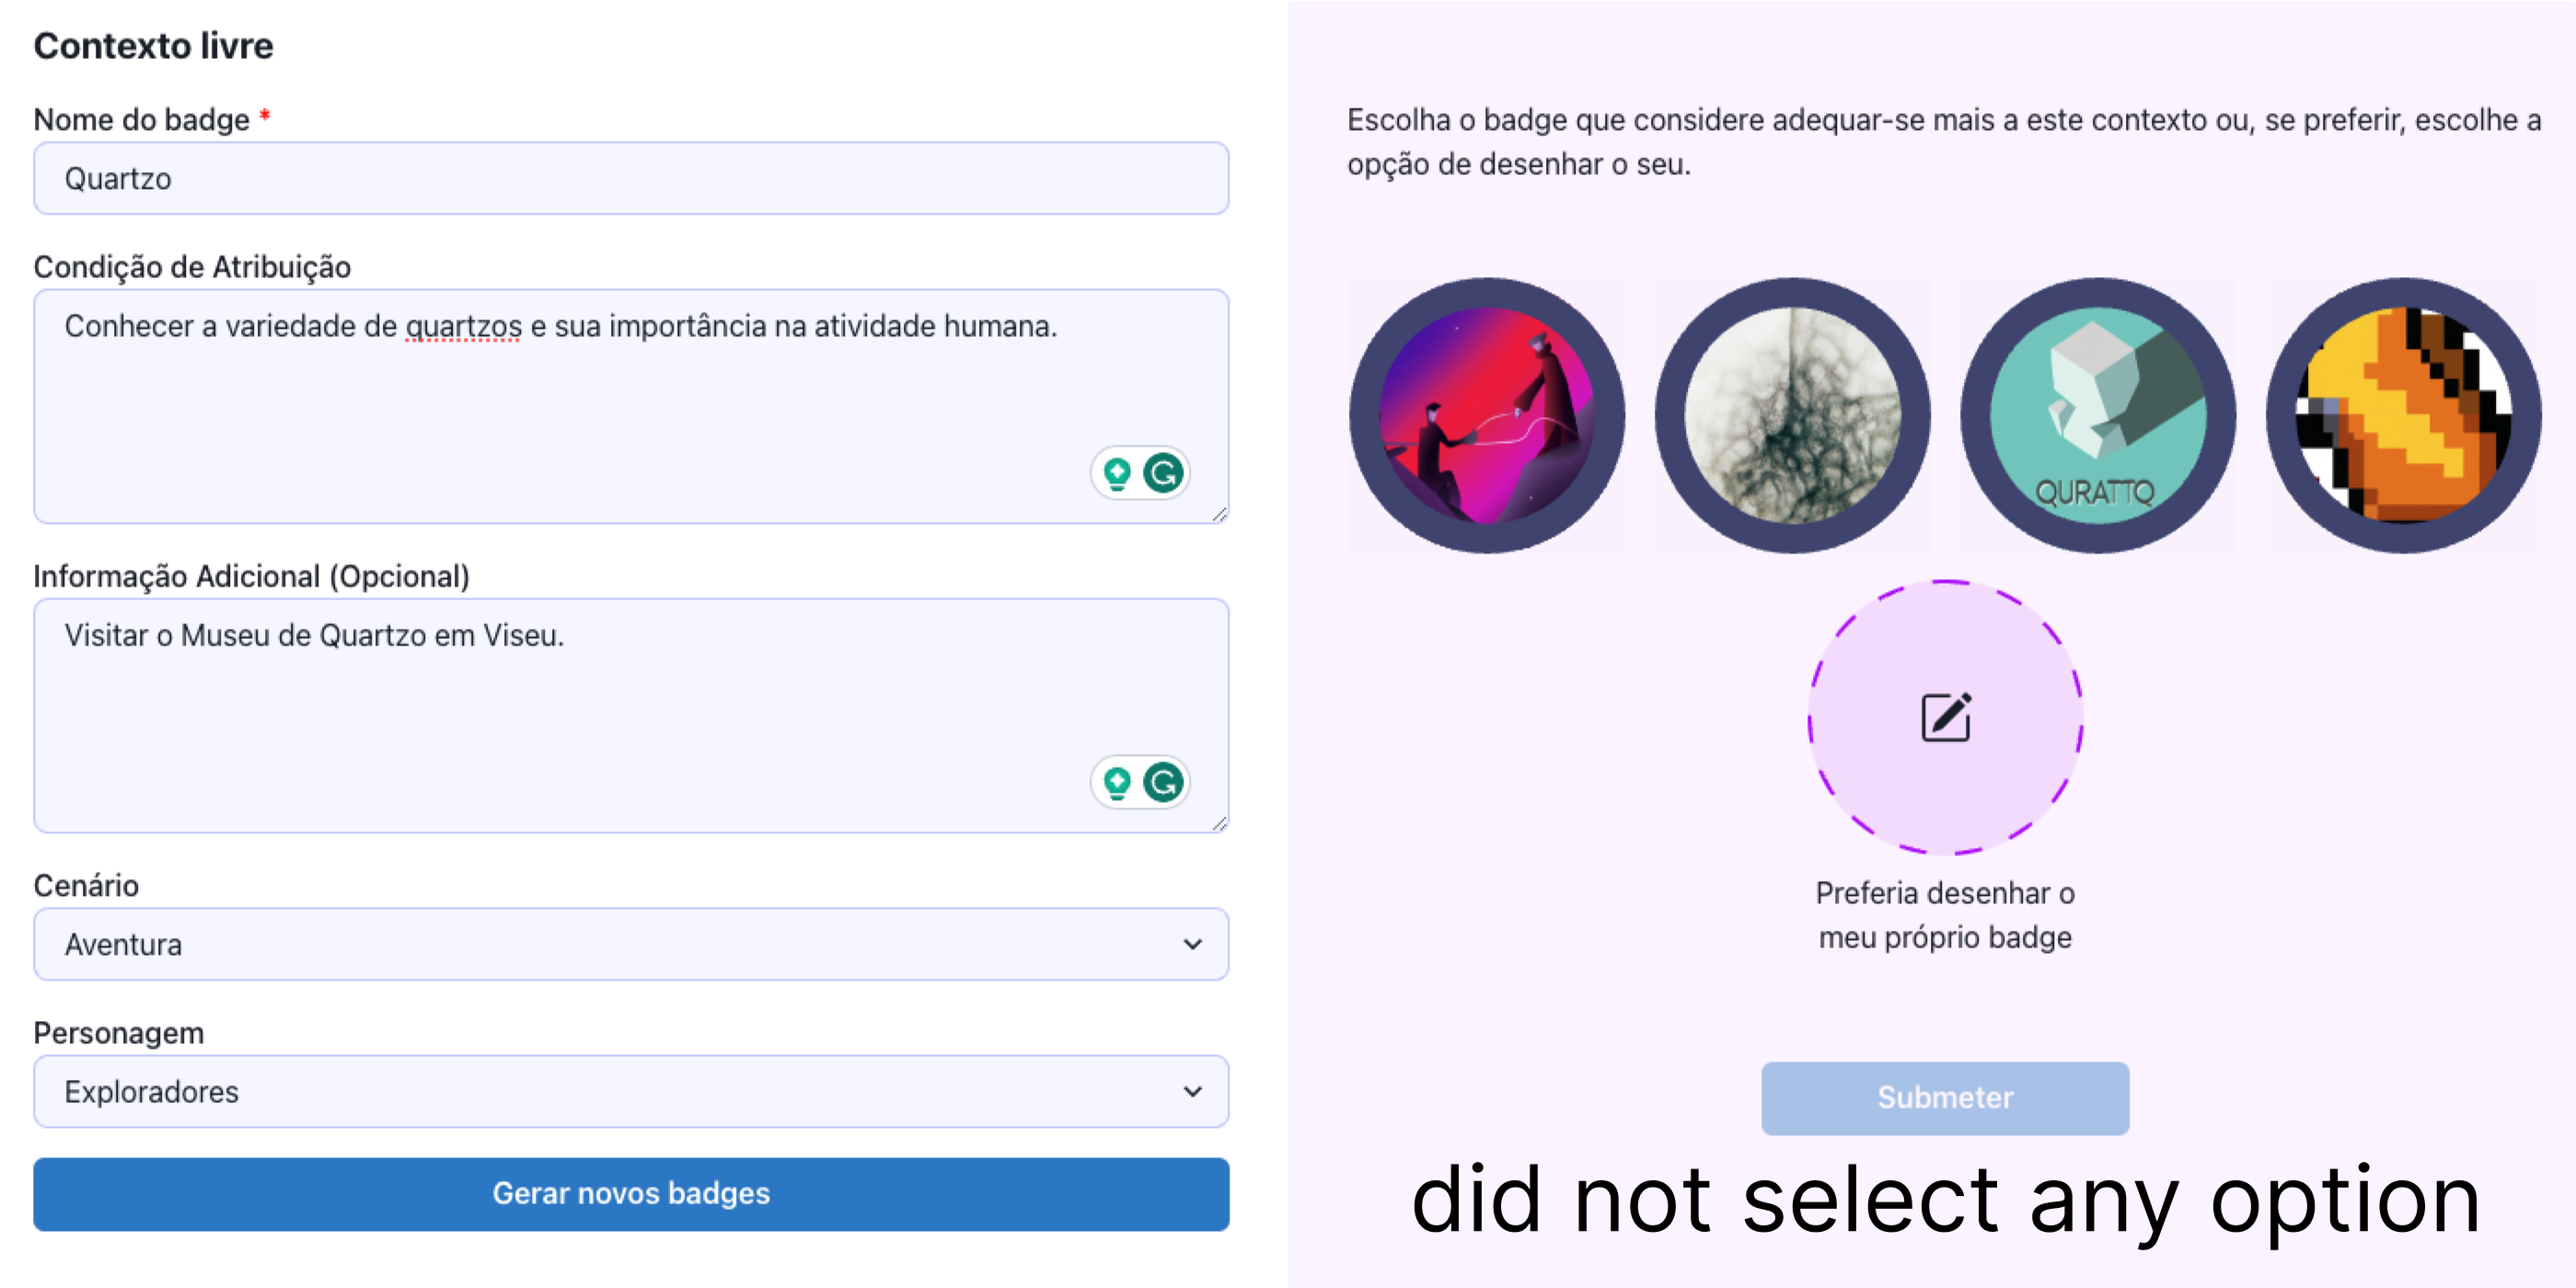 Contexto livre
Nome do badge *
Quartzo
Condição de Atribuição
Conhecer a variedade de quartzos e sua importância na atividade humana.
Informação Adicional (Opcional)
Visitar o Museu de Quartzo em Viseu.
Cenário
Aventura
Personagem
Exploradores
Gerar novos badges
Escolha o badge que considere adequar-se mais a este contexto ou, se preferir, escolhe a
opção de desenhar o seu.
QURATTQ
Preferia desenhar o
meu próprio badge
Submeter
did not select any option